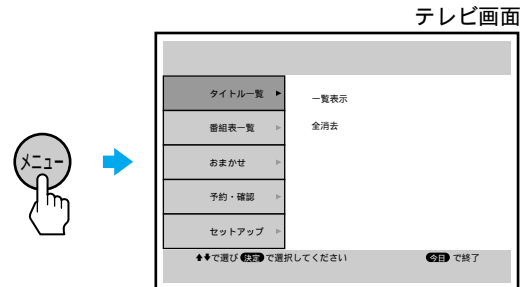 テレビ画面
メニュー
タイトル一覧 ▶
一覧表示
番組表一覧 ▶
全消去
おまかせ ▶
予約・確認 ▶
セットアップ ▶
♠♥で選び 決定 で選択してください 今日 で終了